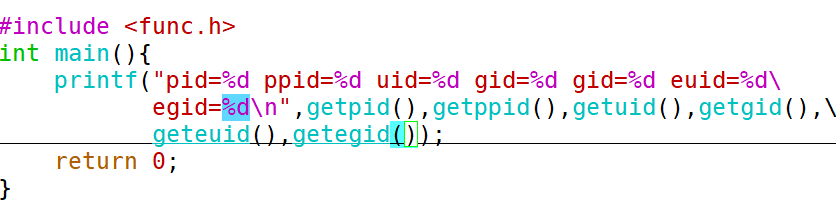 #include <func.h>
int main(){
    printf("pid=%d ppid=%d uid=%d gid=%d gid=%d euid=%d\
           egid=%d\n",getpid(),getppid(),getuid(),getgid(),\
           geteuid(),getegid());
    return 0;
}